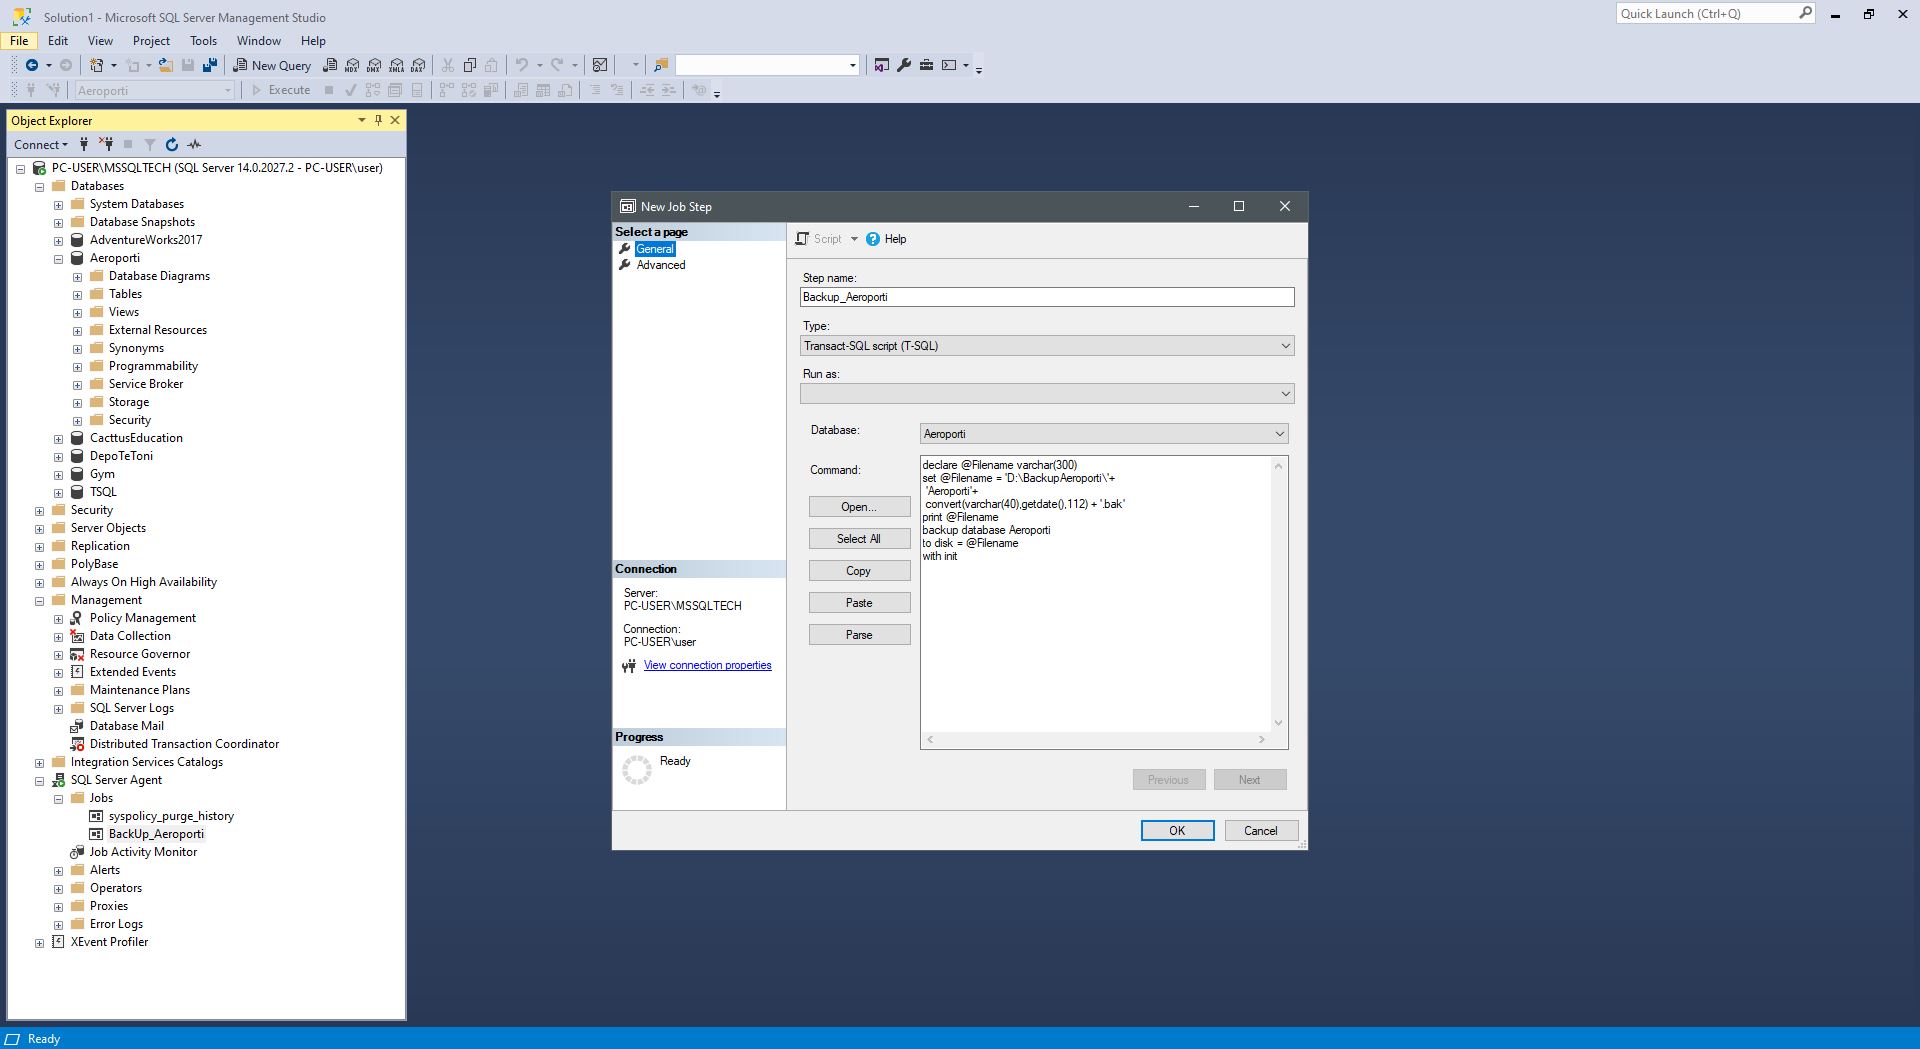 Solution1 - Microsoft SQL Server Management Studio
Quick Launch (Ctrl+Q)
File Edit View Project Tools Window Help
New Query MDX DMX XMLA DAX
Aeroporti Execute
Object Explorer
Connect
PC-USER\MSSQLTECH (SQL Server 14.0.2027.2 - PC-USER\user)
Databases
System Databases
Database Snapshots
AdventureWorks2017
Aeroporti
Database Diagrams
Tables
Views
External Resources
Synonyms
Programmability
Service Broker
Storage
Security
CacttusEducation
DepoTeToni
Gym
TSQL
Security
Server Objects
Replication
PolyBase
Always On High Availability
Management
Policy Management
Data Collection
Resource Governor
Extended Events
Maintenance Plans
SQL Server Logs
Database Mail
Distributed Transaction Coordinator
Integration Services Catalogs
SQL Server Agent
Jobs
syspolicy_purge_history
BackUp_Aeroporti
Job Activity Monitor
Alerts
Operators
Proxies
Error Logs
XEvent Profiler
New Job Step
Select a page
General
Advanced
Connection
Server:
PC-USER\MSSQLTECH
Connection:
PC-USER\user
View connection properties
Progress
Ready
Script Help
Step name:
Backup_Aeroporti
Type:
Transact-SQL script (T-SQL)
Run as:
Database:
Aeroporti
Command:
Open...
Select All
Copy
Paste
Parse
declare @Filename varchar(300)
set @Filename = 'D:\BackupAeroporti\'+
'Aeroporti'+
convert(varchar(40),getdate(),112) + '.bak'
print @Filename
backup database Aeroporti
to disk = @Filename
with init
Previous Next
OK Cancel
Ready